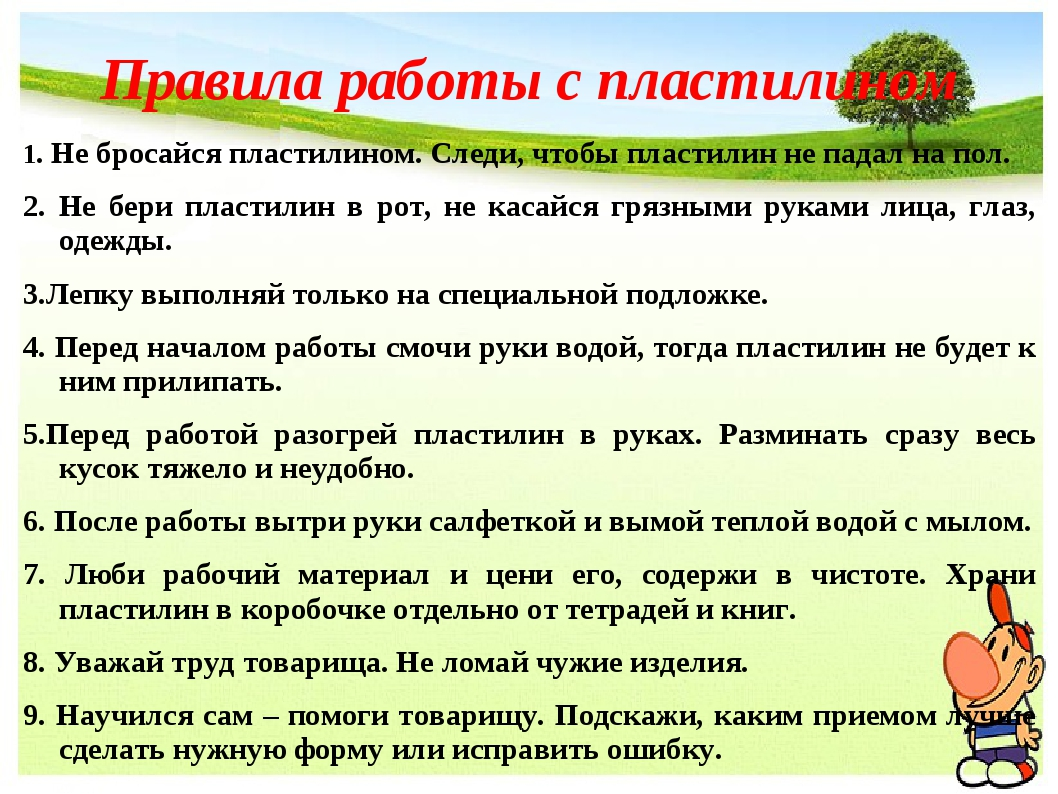 Правила работы с пластилином
1. Не бросайся пластилином. Следи, чтобы пластилин не падал на пол.
2. Не бери пластилин в рот, не касайся грязными руками лица, глаз,
одежды.
3.Лепку выполняй только на специальной подложке.
4. Перед началом работы смочи руки водой, тогда пластилин не будет к
ним прилипать.
5.Перед работой разогрей пластилин в руках. Разминать сразу весь
кусок тяжело и неудобно.
6. После работы вытри руки салфеткой и вымой теплой водой с мылом.
7. Люби рабочий материал и цени его, содержи в чистоте. Храни
пластилин в коробочке отдельно от тетрадей и книг.
8. Уважай труд товарища. Не ломай чужие изделия.
9. Научился сам – помоги товарищу. Подскажи, каким приемом лучше
сделать нужную форму или исправить ошибку.